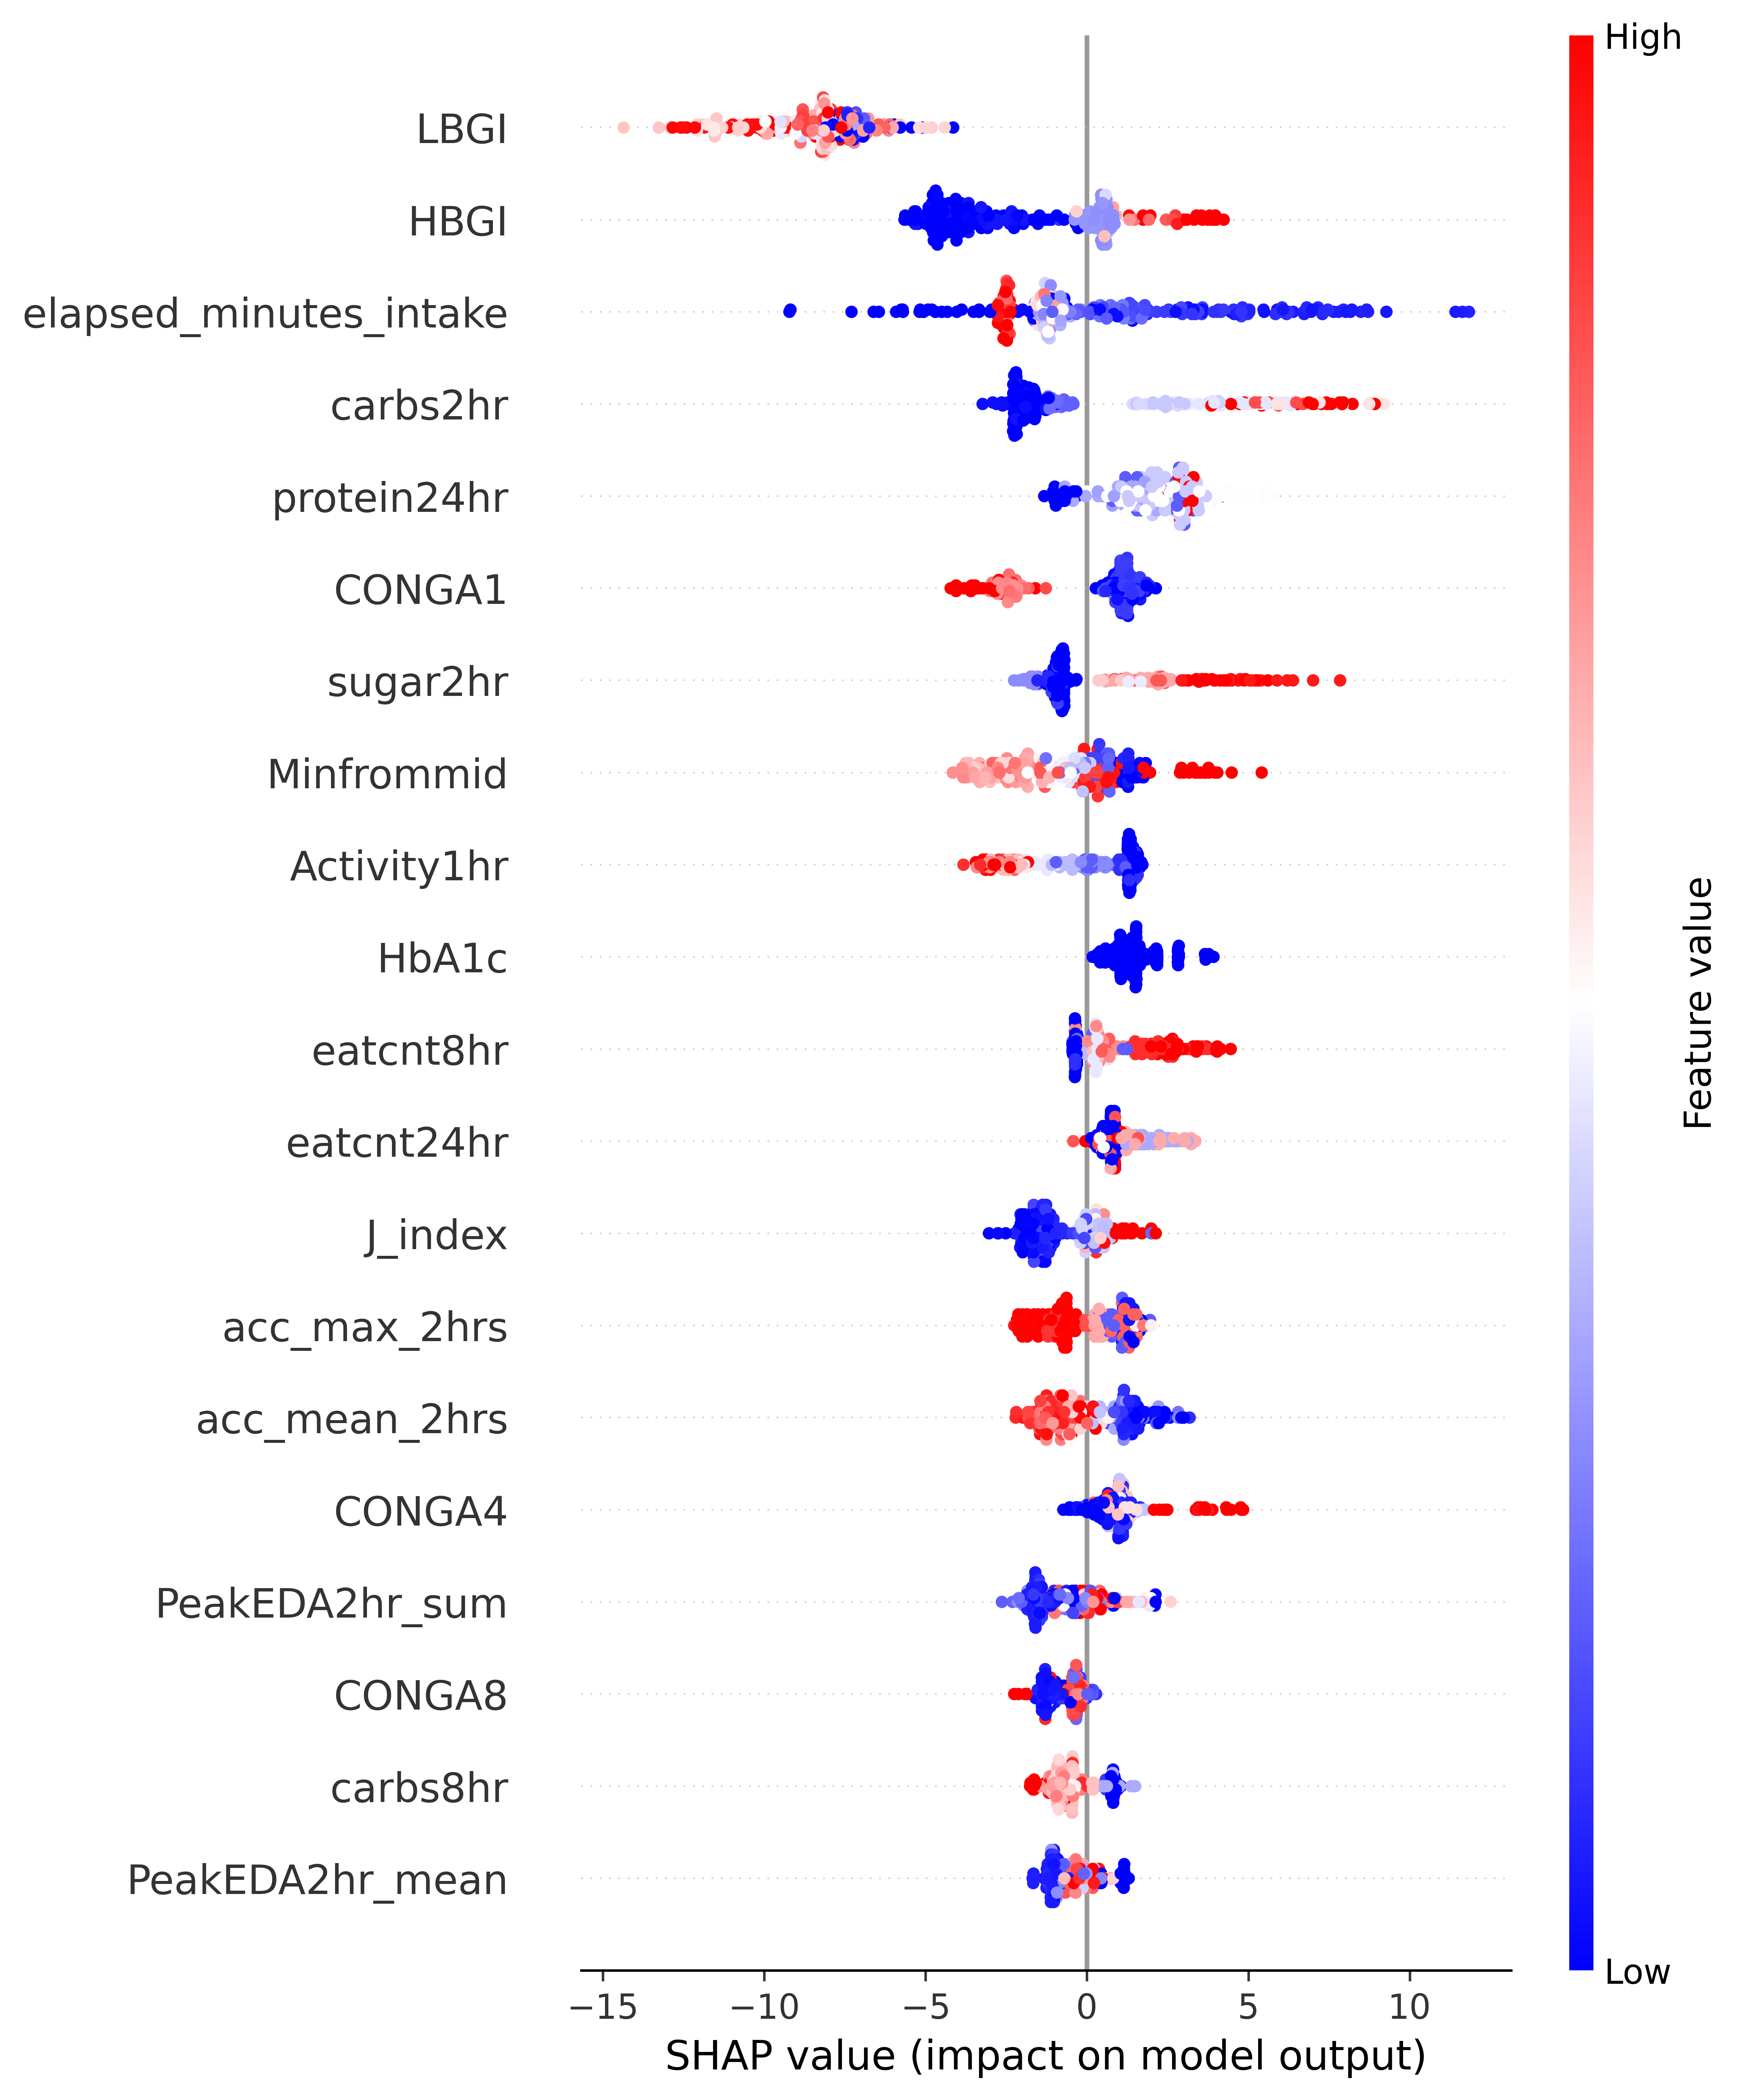 High
LBGI
HBGI
elapsed_minutes_intake
carbs2hr
protein24hr
CONGA1
sugar2hr
Minfrommid
Activity1hr
HbA1c
eatcnt8hr
eatcnt24hr
J_index
acc_max_2hrs
acc_mean_2hrs
CONGA4
PeakEDA2hr_sum
CONGA8
carbs8hr
PeakEDA2hr_mean
Feature value
Low
−15 −10 −5 0 5 10
SHAP value (impact on model output)